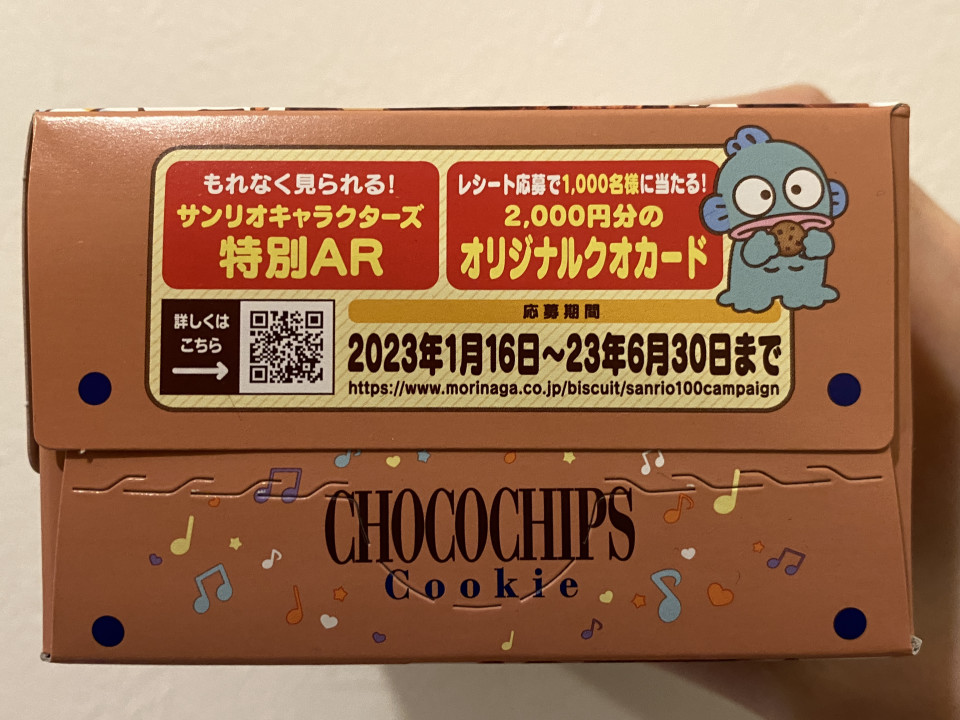 もれなく見られる!
サンリオキャラクターズ
特別AR
レシート応募で1,000名様に当たる!
2,000円分の
オリジナルクオカード
詳しくは
こちら
応募期間
2023年1月16日〜23年6月30日まで
https://www.morinaga.co.jp/biscuit/sanrio100campaign
CHOCOCHIPS
Cookie